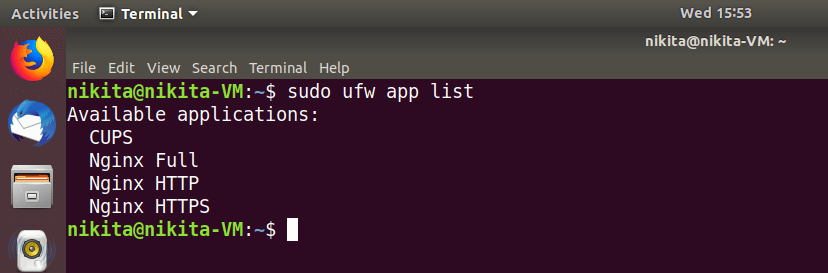 Activities Terminal Wed 15:53
nikita@nikita-VM: ~
File Edit View Search Terminal Help
nikita@nikita-VM:~$ sudo ufw app list
Available applications:
  CUPS
  Nginx Full
  Nginx HTTP
  Nginx HTTPS
nikita@nikita-VM:~$